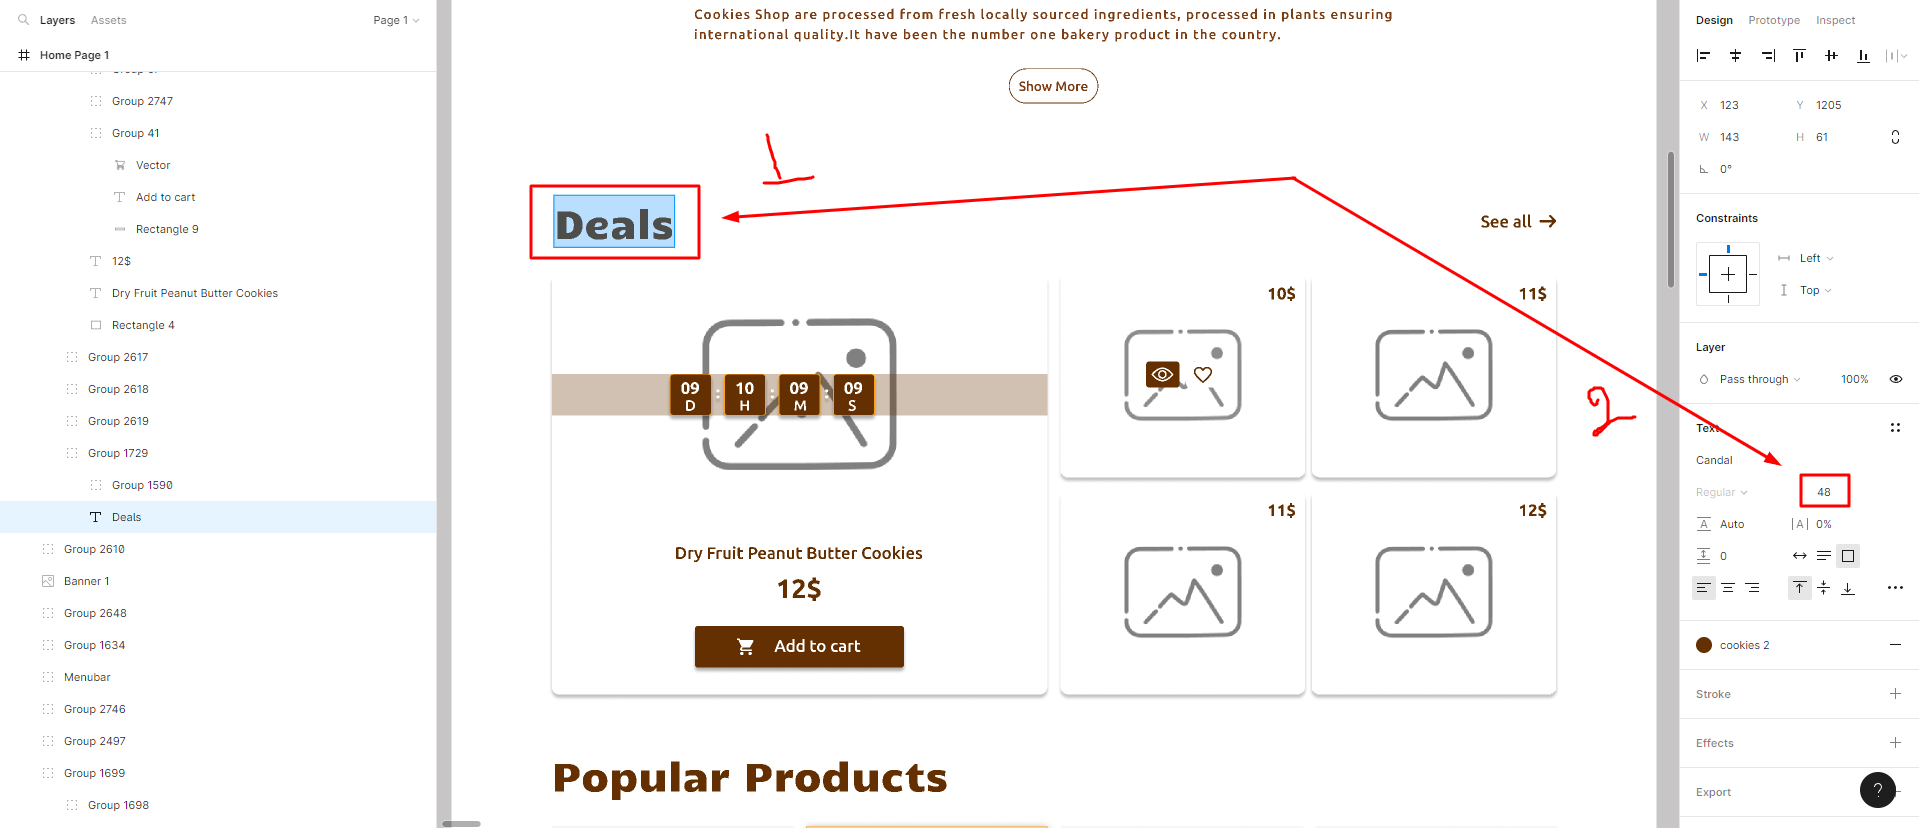 Layers
Assets
Page 1
Home Page 1
Group 2747
Group 41
Vector
Add to cart
Rectangle 9
12$
Dry Fruit Peanut Butter Cookies
Rectangle 4
Group 2617
Group 2618
Group 2619
Group 1729
Group 1590
Deals
Group 2610
Banner 1
Group 2648
Group 1634
Menubar
Group 2746
Group 2497
Group 1699
Group 1698
Cookies Shop are processed from fresh locally sourced ingredients, processed in plants ensuring
international quality.It have been the number one bakery product in the country.
Show More
1
Deals
See all
09 D : 10 H : 09 M : 09 S
Dry Fruit Peanut Butter Cookies
12$
Add to cart
10$
11$
11$
12$
2
Popular Products
Design
Prototype
Inspect
X 123 Y 1205
W 143 H 61
0°
Constraints
Left
Top
Layer
Pass through 100%
Text
Candal
Regular 48
A Auto |A| 0%
0
cookies 2
Stroke
Effects
Export
?